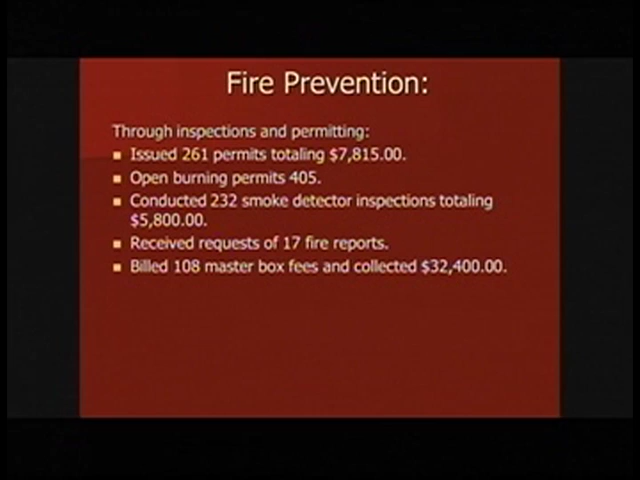 Fire Prevention:
Through inspections and permitting:
■ Issued 261 permits totaling $7,815.00.
■ Open burning permits 405.
■ Conducted 232 smoke detector inspections totaling
$5,800.00.
■ Received requests of 17 fire reports.
■ Billed 108 master box fees and collected $32,400.00.